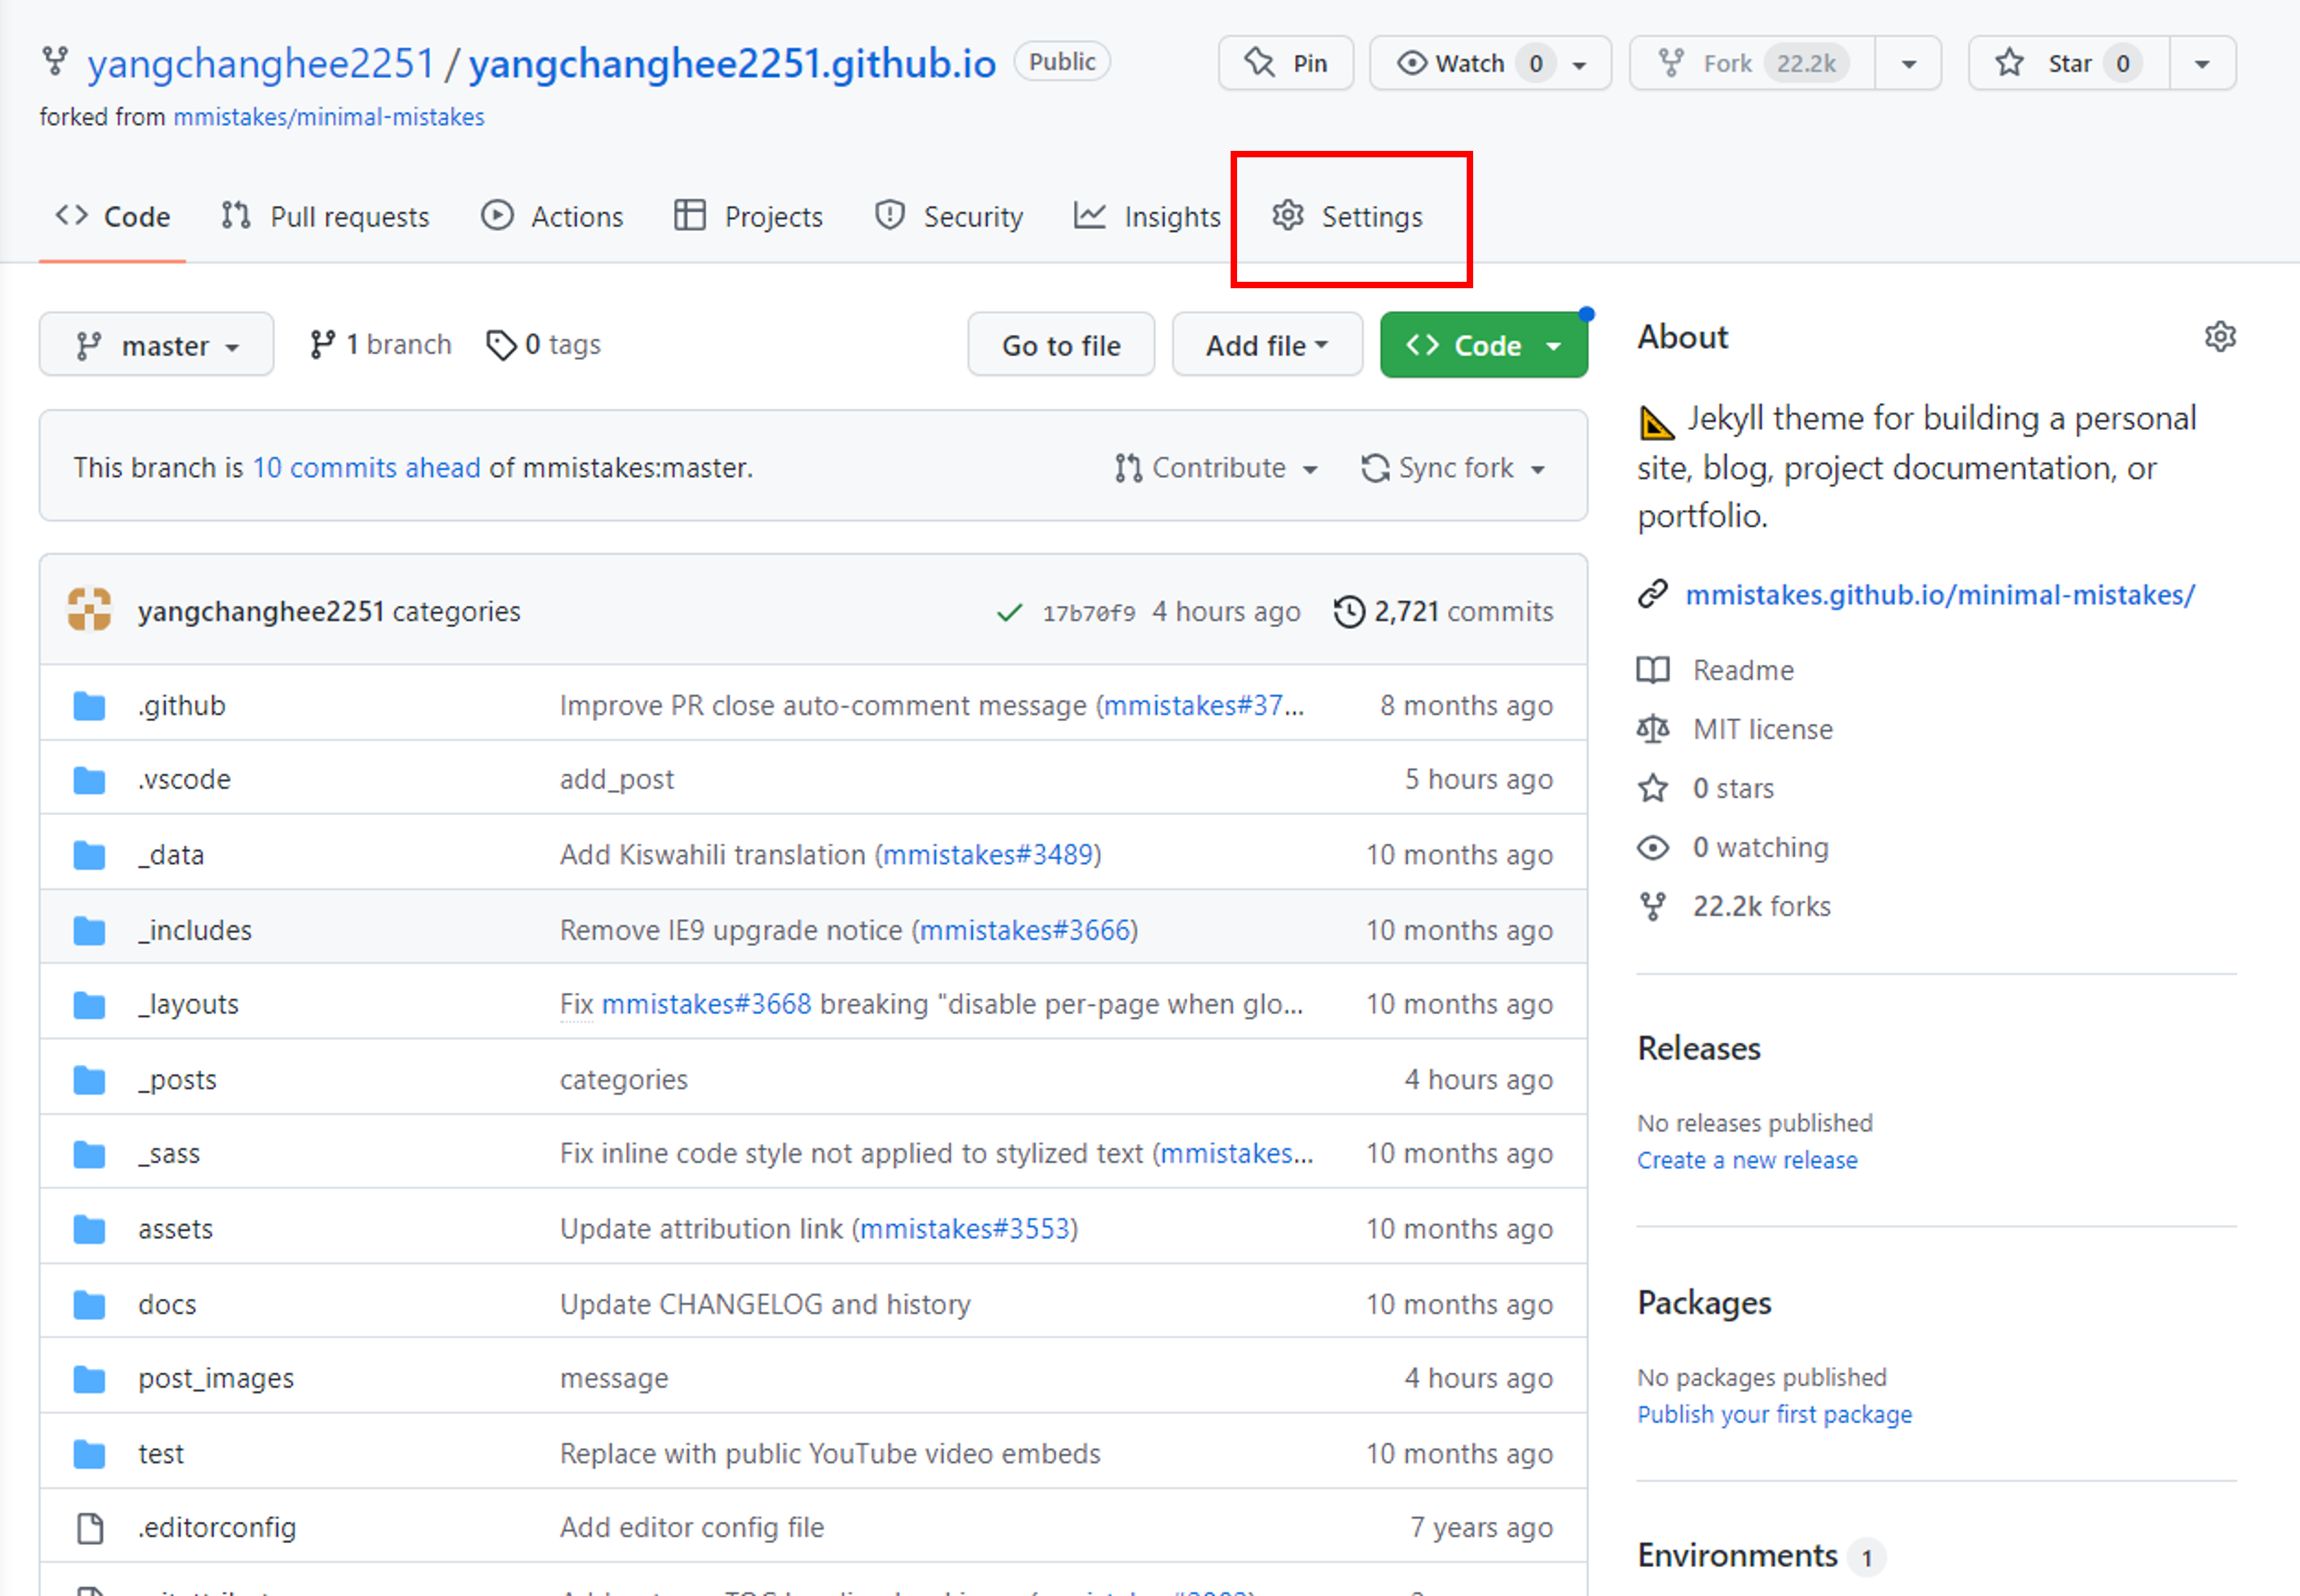 yangchanghee2251 / yangchanghee2251.github.io Public Pin Watch 0 Fork 22.2k Star 0
forked from mmistakes/minimal-mistakes
Code Pull requests Actions Projects Security Insights Settings
master 1 branch 0 tags Go to file Add file Code
This branch is 10 commits ahead of mmistakes:master. Contribute Sync fork
yangchanghee2251 categories 17b70f9 4 hours ago 2,721 commits
.github Improve PR close auto-comment message (mmistakes#37... 8 months ago
.vscode add_post 5 hours ago
_data Add Kiswahili translation (mmistakes#3489) 10 months ago
_includes Remove IE9 upgrade notice (mmistakes#3666) 10 months ago
_layouts Fix mmistakes#3668 breaking "disable per-page when glo... 10 months ago
_posts categories 4 hours ago
_sass Fix inline code style not applied to stylized text (mmistakes... 10 months ago
assets Update attribution link (mmistakes#3553) 10 months ago
docs Update CHANGELOG and history 10 months ago
post_images message 4 hours ago
test Replace with public YouTube video embeds 10 months ago
.editorconfig Add editor config file 7 years ago
About
Jekyll theme for building a personal
site, blog, project documentation, or
portfolio.
mmistakes.github.io/minimal-mistakes/
Readme
MIT license
0 stars
0 watching
22.2k forks
Releases
No releases published
Create a new release
Packages
No packages published
Publish your first package
Environments 1